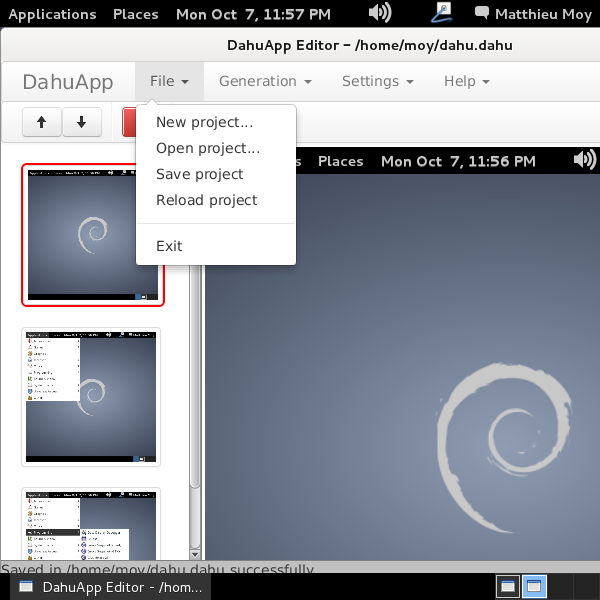 Applications Places Mon Oct 7, 11:57 PM Matthieu Moy
DahuApp Editor - /home/moy/dahu.dahu
DahuApp File Generation Settings Help
New project...
Open project...
Save project
Reload project
Exit
s Places Mon Oct 7, 11:56 PM
Saved in /home/moy/dahu.dahu successfully
DahuApp Editor - /hom...